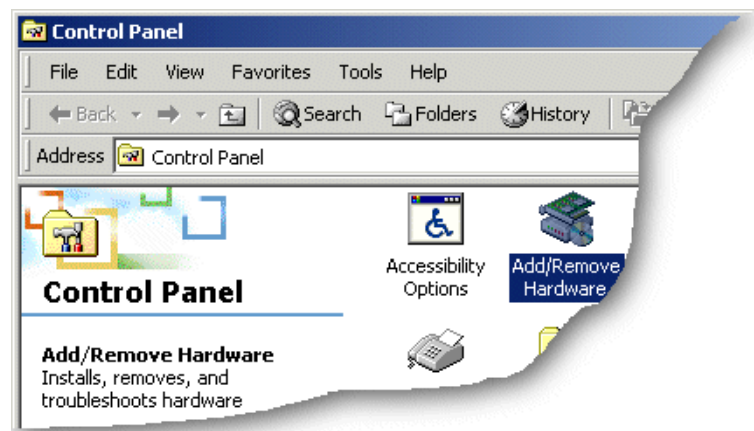 Control Panel
File Edit View Favorites Tools Help
Back Search Folders History
Address Control Panel
Accessibility Options
Add/Remove Hardware
Control Panel
Add/Remove Hardware
Installs, removes, and
troubleshoots hardware